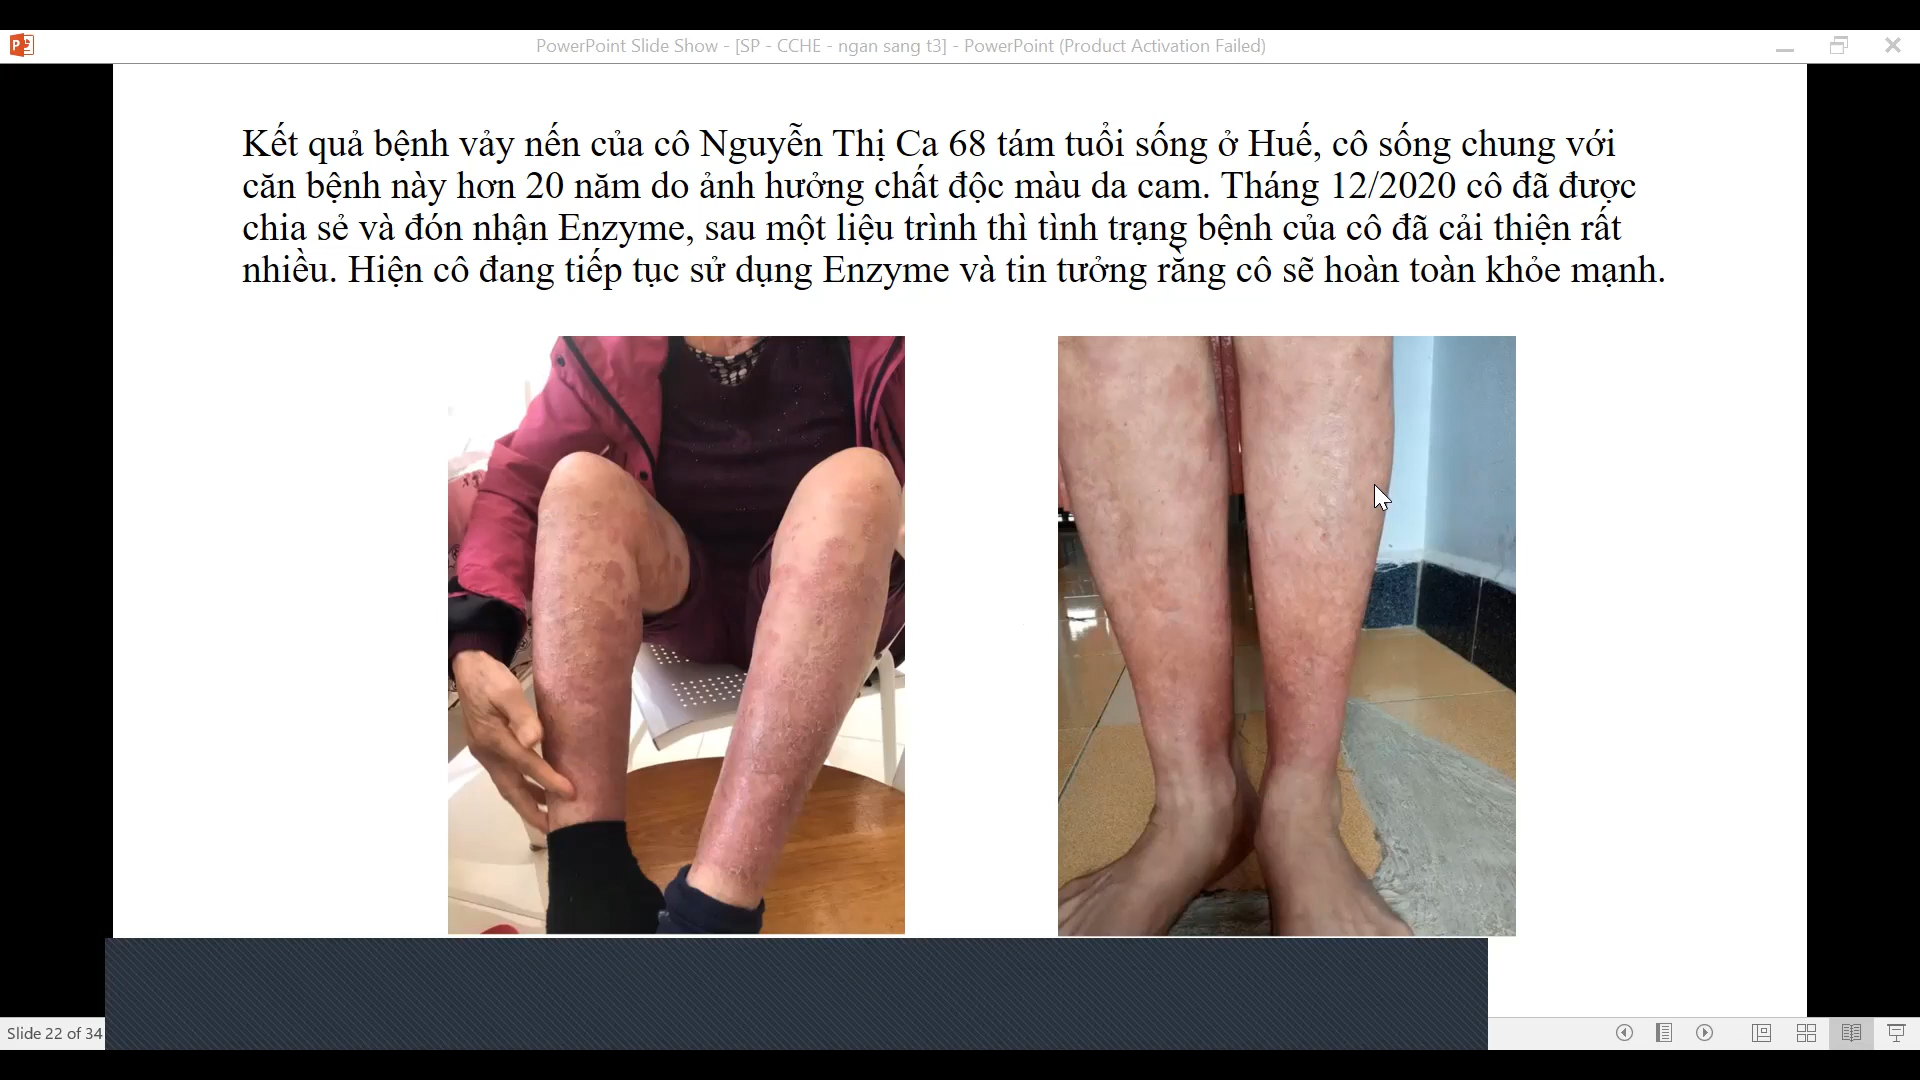 PowerPoint Slide Show - [SP - CCHE - ngan sang t3] - PowerPoint (Product Activation Failed)
Kết quả bệnh vảy nến của cô Nguyễn Thị Ca 68 tám tuổi sống ở Huế, cô sống chung với
căn bệnh này hơn 20 năm do ảnh hưởng chất độc màu da cam. Tháng 12/2020 cô đã được
chia sẻ và đón nhận Enzyme, sau một liệu trình thì tình trạng bệnh của cô đã cải thiện rất
nhiều. Hiện cô đang tiếp tục sử dụng Enzyme và tin tưởng rằng cô sẽ hoàn toàn khỏe mạnh.
Slide 22 of 34